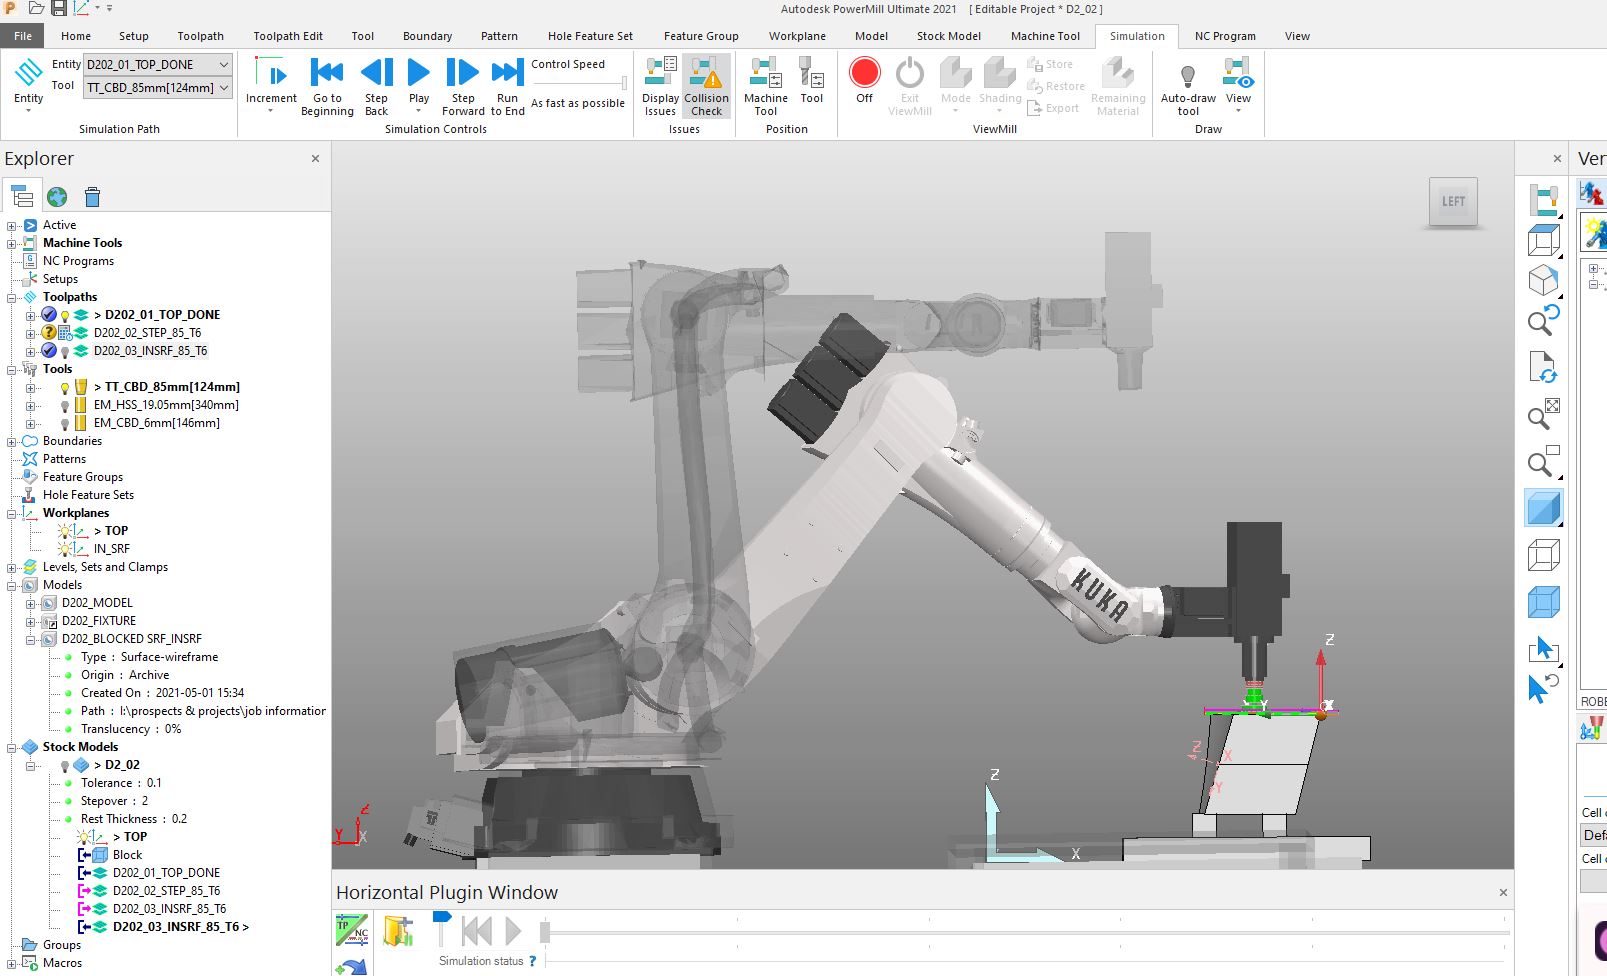 Autodesk PowerMill Ultimate 2021 [ Editable Project * D2_02 ]
File Home Setup Toolpath Toolpath Edit Tool Boundary Pattern Hole Feature Set Feature Group Workplane Model Stock Model Machine Tool Simulation NC Program View
Entity
Entity D202_01_TOP_DONE
Tool TT_CBD_85mm[124mm]
Simulation Path
Increment
Go to Beginning
Step Back
Play
Step Forward
Run to End
Control Speed
As fast as possible
Simulation Controls
Display Issues
Collision Check
Issues
Machine Tool
Tool
Position
Off
Exit ViewMill
Mode
Shading
Store
Restore
Export
Remaining Material
ViewMill
Auto-draw tool
View
Draw
Explorer
Active
Machine Tools
NC Programs
Setups
Toolpaths
> D202_01_TOP_DONE
D202_02_STEP_85_T6
D202_03_INSRF_85_T6
Tools
> TT_CBD_85mm[124mm]
EM_HSS_19.05mm[340mm]
EM_CBD_6mm[146mm]
Boundaries
Patterns
Feature Groups
Hole Feature Sets
Workplanes
> TOP
IN_SRF
Levels, Sets and Clamps
Models
D202_MODEL
D202_FIXTURE
D202_BLOCKED SRF_INSRF
Type : Surface-wireframe
Origin : Archive
Created On : 2021-05-01 15:34
Path : I:\prospects & projects\job information
Translucency : 0%
Stock Models
> D2_02
Tolerance : 0.1
Stepover : 2
Rest Thickness : 0.2
> TOP
Block
D202_01_TOP_DONE
D202_02_STEP_85_T6
D202_03_INSRF_85_T6
D202_03_INSRF_85_T6 >
Groups
Macros
LEFT
KUKA
Z
Y
Z
X
Y
Z
X
Z
Y
X
Horizontal Plugin Window
TP
NC
Simulation status ?
Ver
ROBE
Cell
Def
Cell